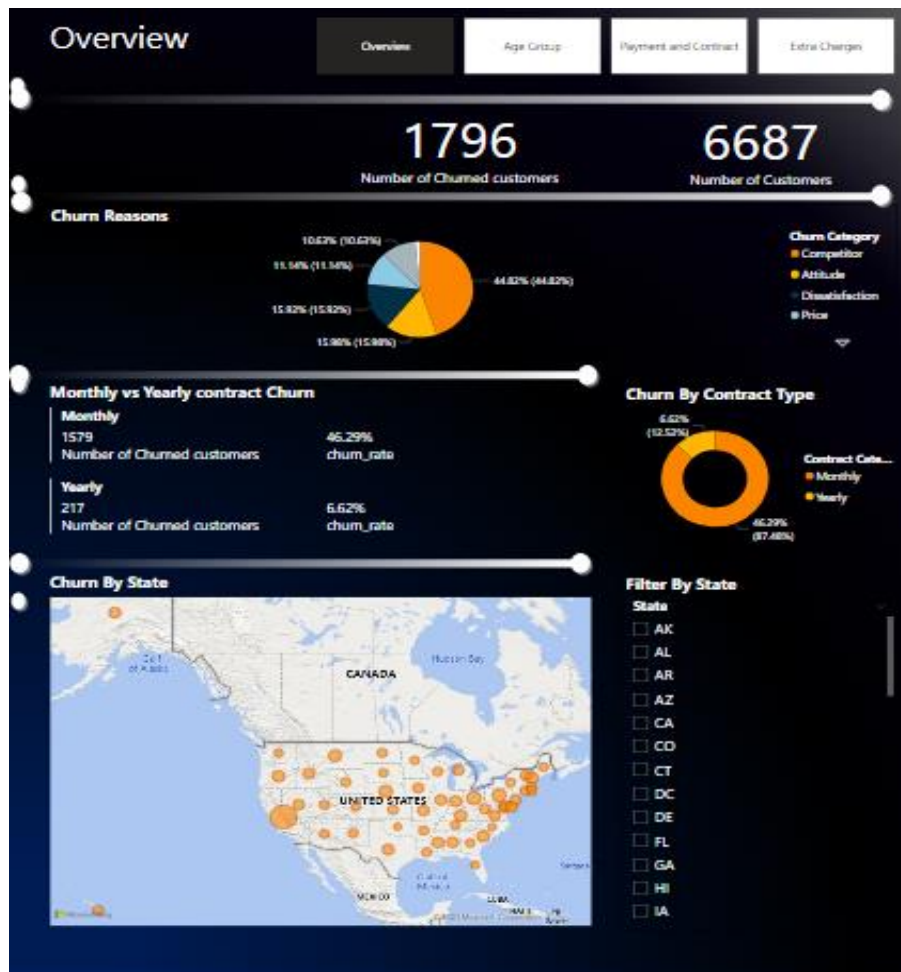 Overview
Overview
Age Group
Payment and Contract
Extra Charges
1796
Number of Churned customers
6687
Number of Customers
Churn Reasons
10.63% (10.63%)
11.14% (11.14%)
15.92% (15.92%)
15.98% (15.98%)
44.82% (44.82%)
Churn Category
Competitor
Attitude
Dissatisfaction
Price
Monthly vs Yearly contract Churn
Monthly
1579
46.29%
Number of Churned customers
churn_rate
Yearly
217
6.62%
Number of Churned customers
churn_rate
Churn By Contract Type
6.62%
(12.52%)
46.29%
(87.48%)
Contract Cate...
Monthly
Yearly
Churn By State
Gulf
of Alaska
Hudson Bay
CANADA
UNITED STATES
Gulf of
Mexico
MEXICO
CUBA
Filter By State
State
AK
AL
AR
AZ
CA
CO
CT
DC
DE
FL
GA
HI
IA